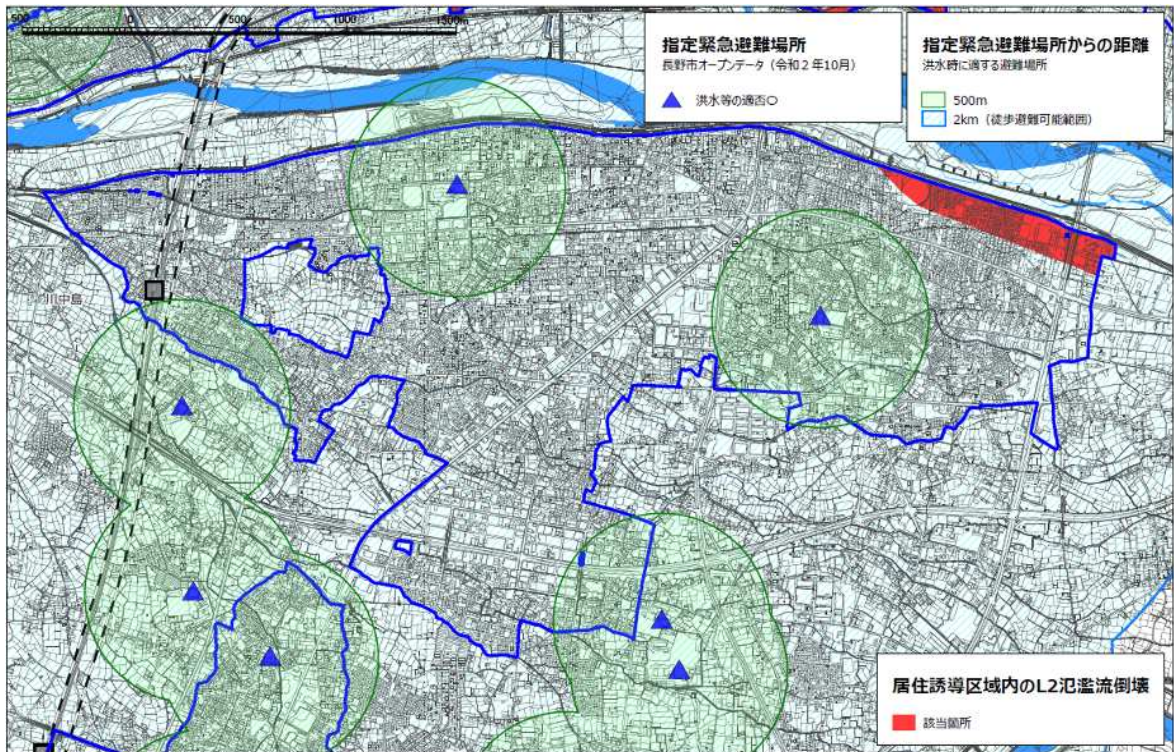 500
0
500
1000
1500m
指定緊急避難場所
長野市オープンデータ（令和２年10月）
洪水等の適否〇
指定緊急避難場所からの距離
洪水時に適する避難場所
500m
2km（徒歩避難可能範囲）
川中島
居住誘導区域内のL2氾濫流倒壊
該当箇所